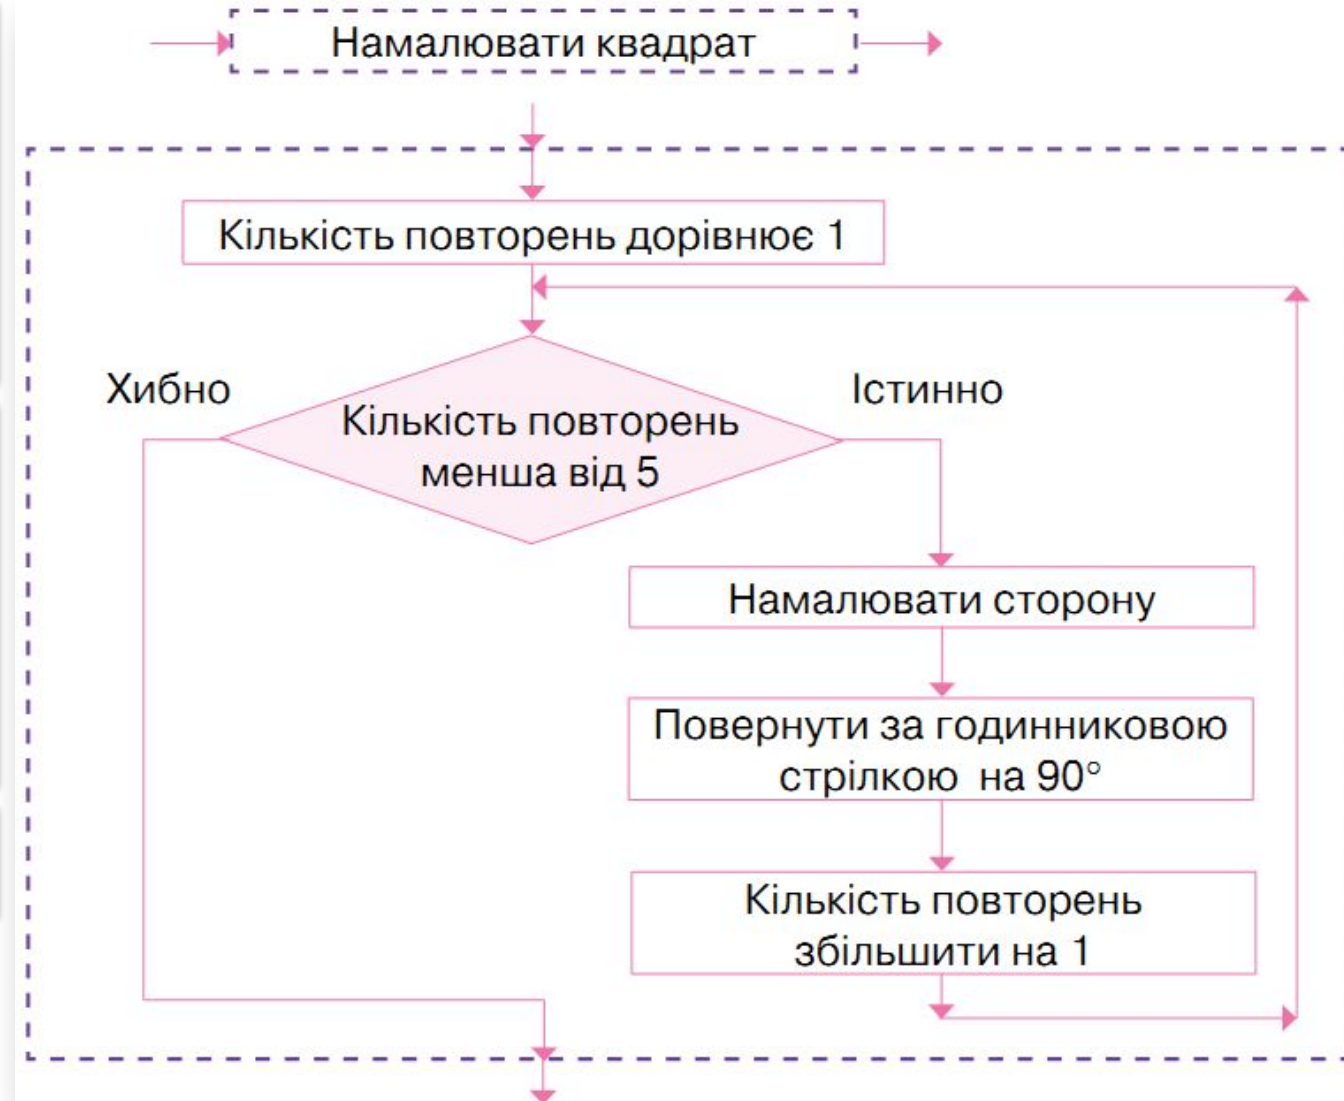 Намалювати квадрат
Кількість повторень дорівнює 1
Хибно
Істинно
Кількість повторень
менша від 5
Намалювати сторону
Повернути за годинниковою
стрілкою на 90°
Кількість повторень
збільшити на 1